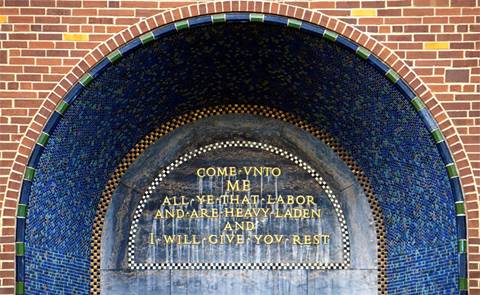 COME·VNTO
ME
ALL·YE·THAT·LABOR
AND·ARE·HEAVY·LADEN
AND
I·WILL·GIVE·YOV·REST